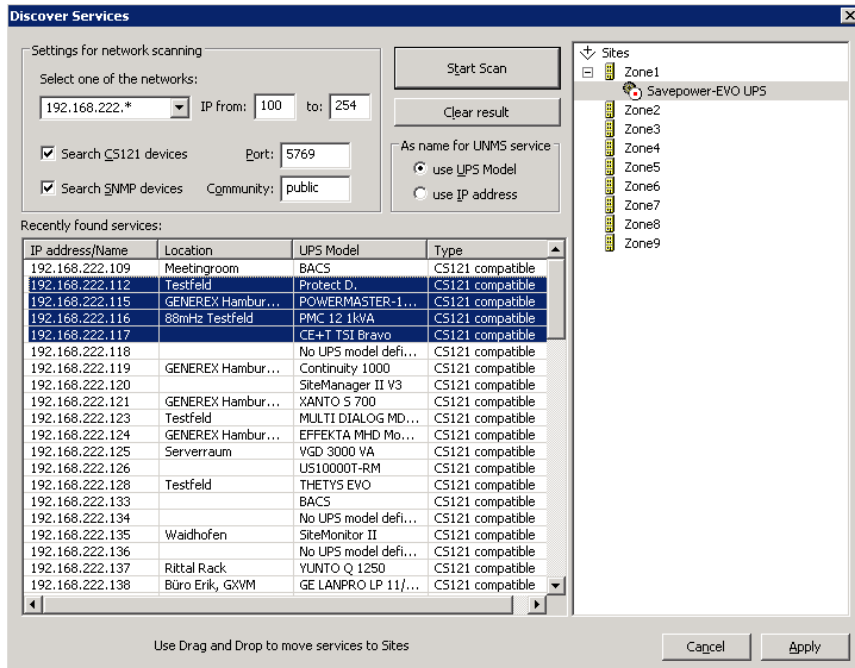 Discover Services
Settings for network scanning
Select one of the networks:
192.168.222.* IP from: 100 to: 254
Search CS121 devices Port: 5769
Search SNMP devices Community: public
Start Scan
Clear result
As name for UNMS service
use UPS Model
use IP address
Recently found services:
IP address/Name Location UPS Model Type
192.168.222.109 Meetingroom BACS CS121 compatible
192.168.222.112 Testfeld Protect D. CS121 compatible
192.168.222.115 GENEREX Hambur... POWERMASTER-1... CS121 compatible
192.168.222.116 88mHz Testfeld PMC 12 1kVA CS121 compatible
192.168.222.117 CE+T TSI Bravo CS121 compatible
192.168.222.118 No UPS model defi... CS121 compatible
192.168.222.119 GENEREX Hambur... Continuity 1000 CS121 compatible
192.168.222.120 SiteManager II V3 CS121 compatible
192.168.222.121 GENEREX Hambur... XANTO S 700 CS121 compatible
192.168.222.123 Testfeld MULTI DIALOG MD... CS121 compatible
192.168.222.124 GENEREX Hambur... EFFEKTA MHD Mo... CS121 compatible
192.168.222.125 Serverraum VGD 3000 VA CS121 compatible
192.168.222.126 US10000T-RM CS121 compatible
192.168.222.128 Testfeld THETYS EVO CS121 compatible
192.168.222.133 BACS CS121 compatible
192.168.222.134 No UPS model defi... CS121 compatible
192.168.222.135 Waidhofen SiteMonitor II CS121 compatible
192.168.222.136 No UPS model defi... CS121 compatible
192.168.222.137 Rittal Rack YUNTO Q 1250 CS121 compatible
192.168.222.138 Büro Erik, GXVM GE LANPRO LP 11/... CS121 compatible
Sites
Zone1
Savepower-EVO UPS
Zone2
Zone3
Zone4
Zone5
Zone6
Zone7
Zone8
Zone9
Use Drag and Drop to move services to Sites
Cancel
Apply